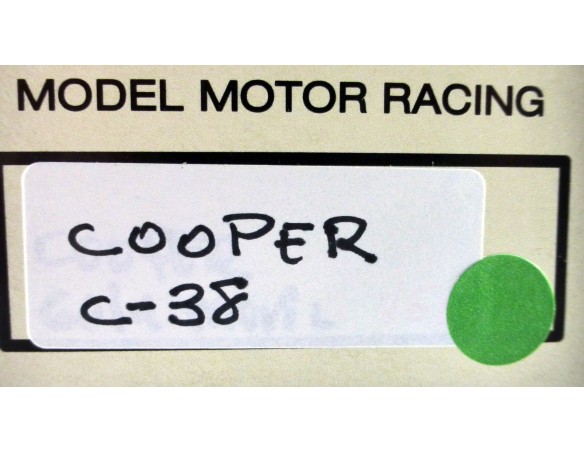 MODEL MOTOR RACING
COOPER
C-38